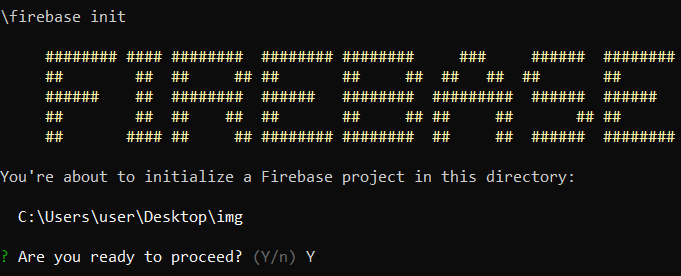 \firebase init
FIREBASE
You're about to initialize a Firebase project in this directory:
C:\Users\user\Desktop\img
? Are you ready to proceed? (Y/n) Y